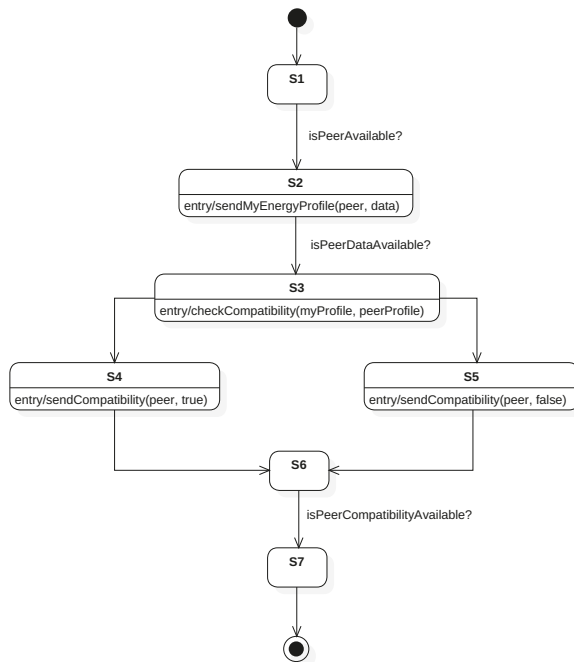 S1
isPeerAvailable?
S2
entry/sendMyEnergyProfile(peer, data)
isPeerDataAvailable?
S3
entry/checkCompatibility(myProfile, peerProfile)
S4
entry/sendCompatibility(peer, true)
S5
entry/sendCompatibility(peer, false)
S6
isPeerCompatibilityAvailable?
S7